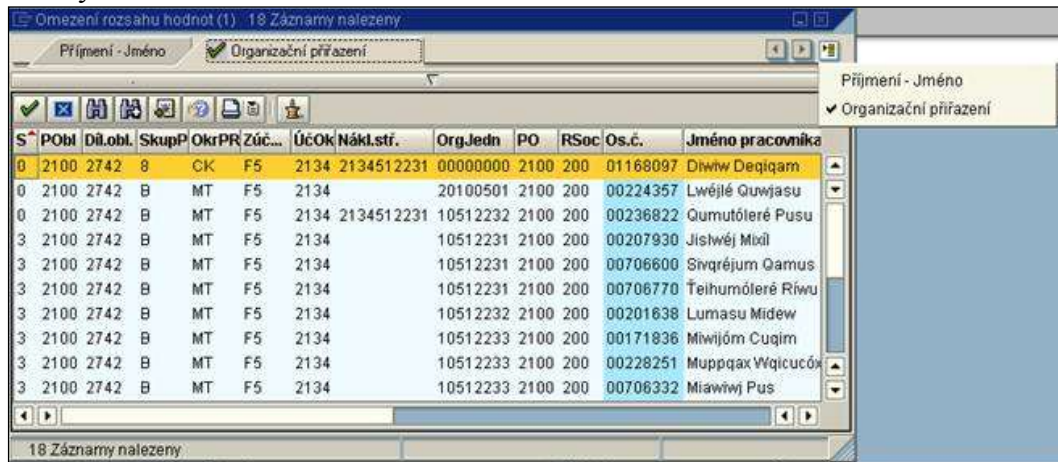 Omezení rozsahu hodnot (1) 18 Záznamy nalezeny
Příjmení - Jméno Organizační přiřazení
Příjmení - Jméno
Organizační přiřazení
S PObl Díl.obl. SkupP OkrPR Zúč... ÚčOk Nákl.stř. Org.Jedn PO RSoc Os.č. Jméno pracovníka
0 2100 2742 8 CK F5 2134 2134512231 00000000 2100 200 01168097 Diwiw Deqiqam
0 2100 2742 B MT F5 2134 20100501 2100 200 00224357 Lwéjlé Quwjasu
0 2100 2742 B MT F5 2134 2134512231 10512232 2100 200 00236822 Qumutóleré Pusu
3 2100 2742 B MT F5 2134 10512231 2100 200 00207930 Jislwéj Mixíl
3 2100 2742 B MT F5 2134 10512231 2100 200 00706600 Sivqréjum Qamus
3 2100 2742 B MT F5 2134 10512231 2100 200 00706770 Ťeihumóleré Ríwu
3 2100 2742 B MT F5 2134 10512232 2100 200 00201638 Lumasu Midew
3 2100 2742 B MT F5 2134 10512233 2100 200 00171836 Miwijóm Cuqim
3 2100 2742 B MT F5 2134 10512233 2100 200 00228251 Muppqax Wqicucóx
3 2100 2742 B MT F5 2134 10512233 2100 200 00706332 Miawiwj Pus
18 Záznamy nalezeny